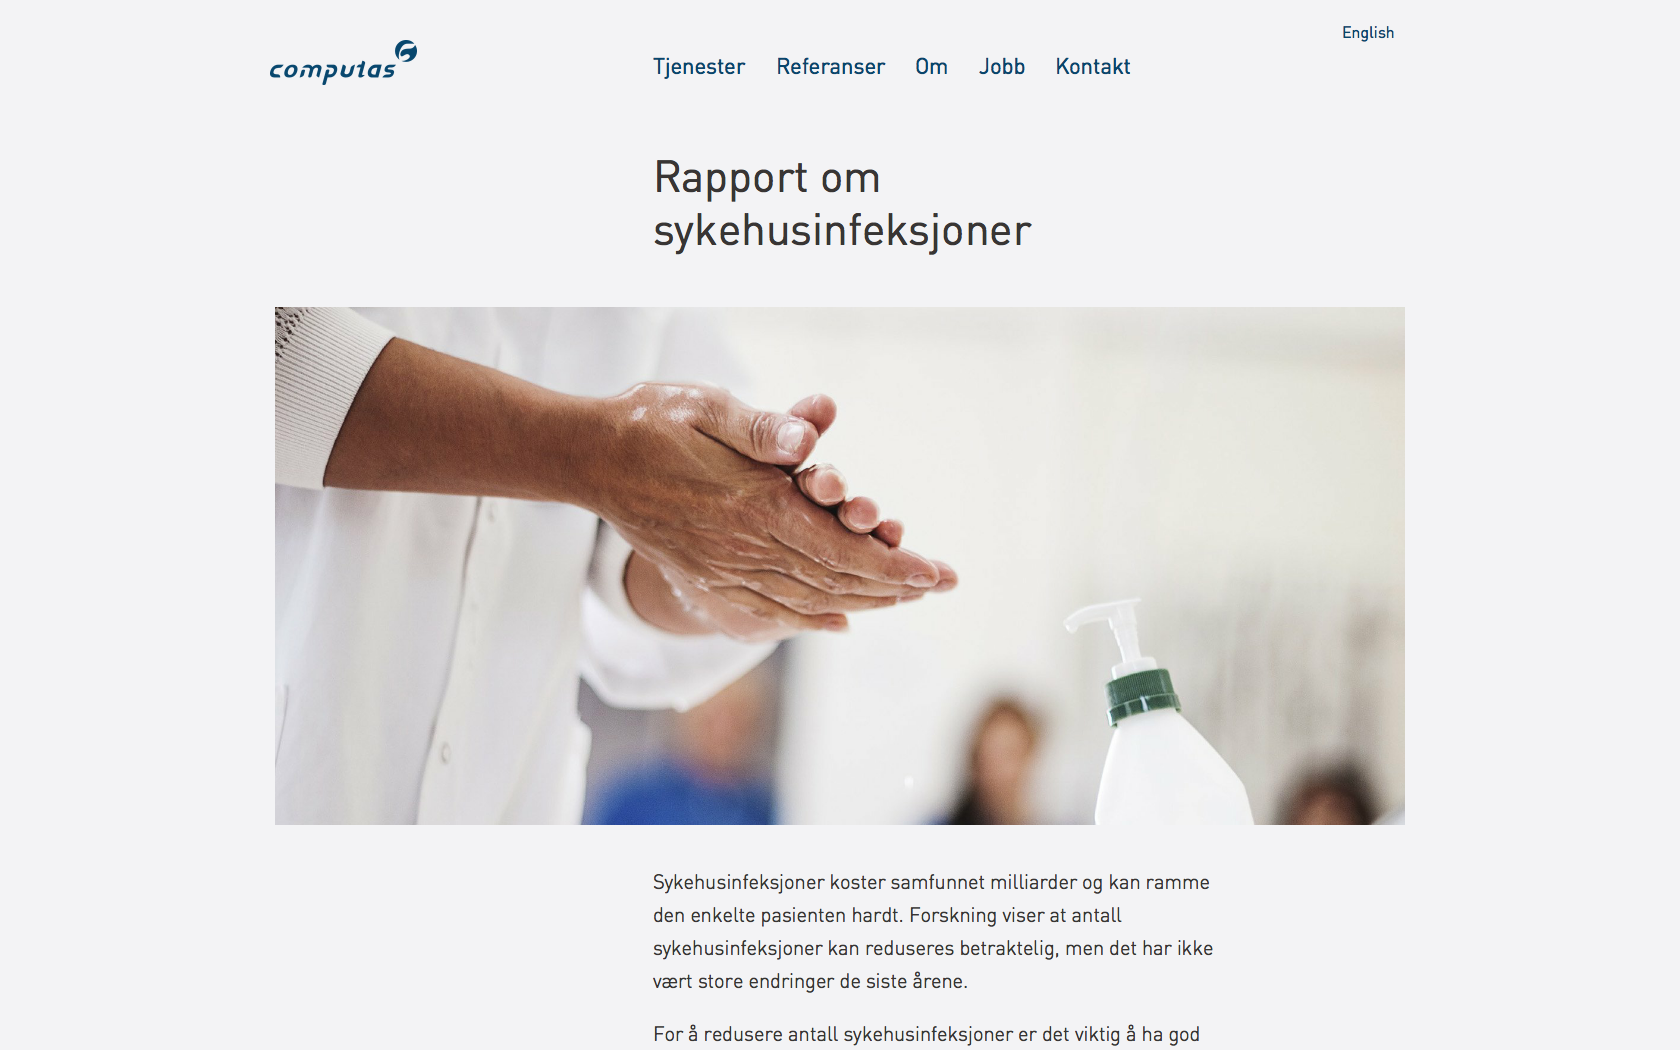 English
computas
Tjenester Referanser Om Jobb Kontakt
Rapport om
sykehusinfeksjoner
Sykehusinfeksjoner koster samfunnet milliarder og kan ramme
den enkelte pasienten hardt. Forskning viser at antall
sykehusinfeksjoner kan reduseres betraktelig, men det har ikke
vært store endringer de siste årene.
For å redusere antall sykehusinfeksjoner er det viktig å ha god